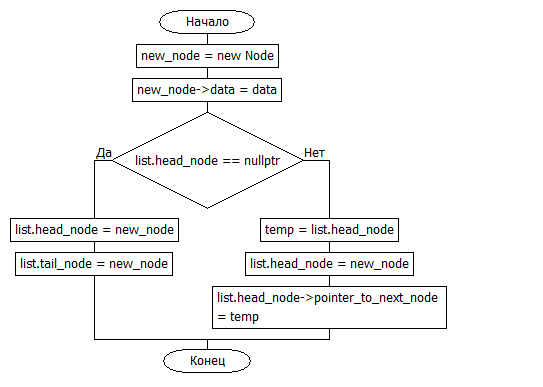 Начало
new_node = new Node
new_node->data = data
Да
list.head_node == nullptr
Нет
list.head_node = new_node
list.tail_node = new_node
temp = list.head_node
list.head_node = new_node
list.head_node->pointer_to_next_node
= temp
Конец